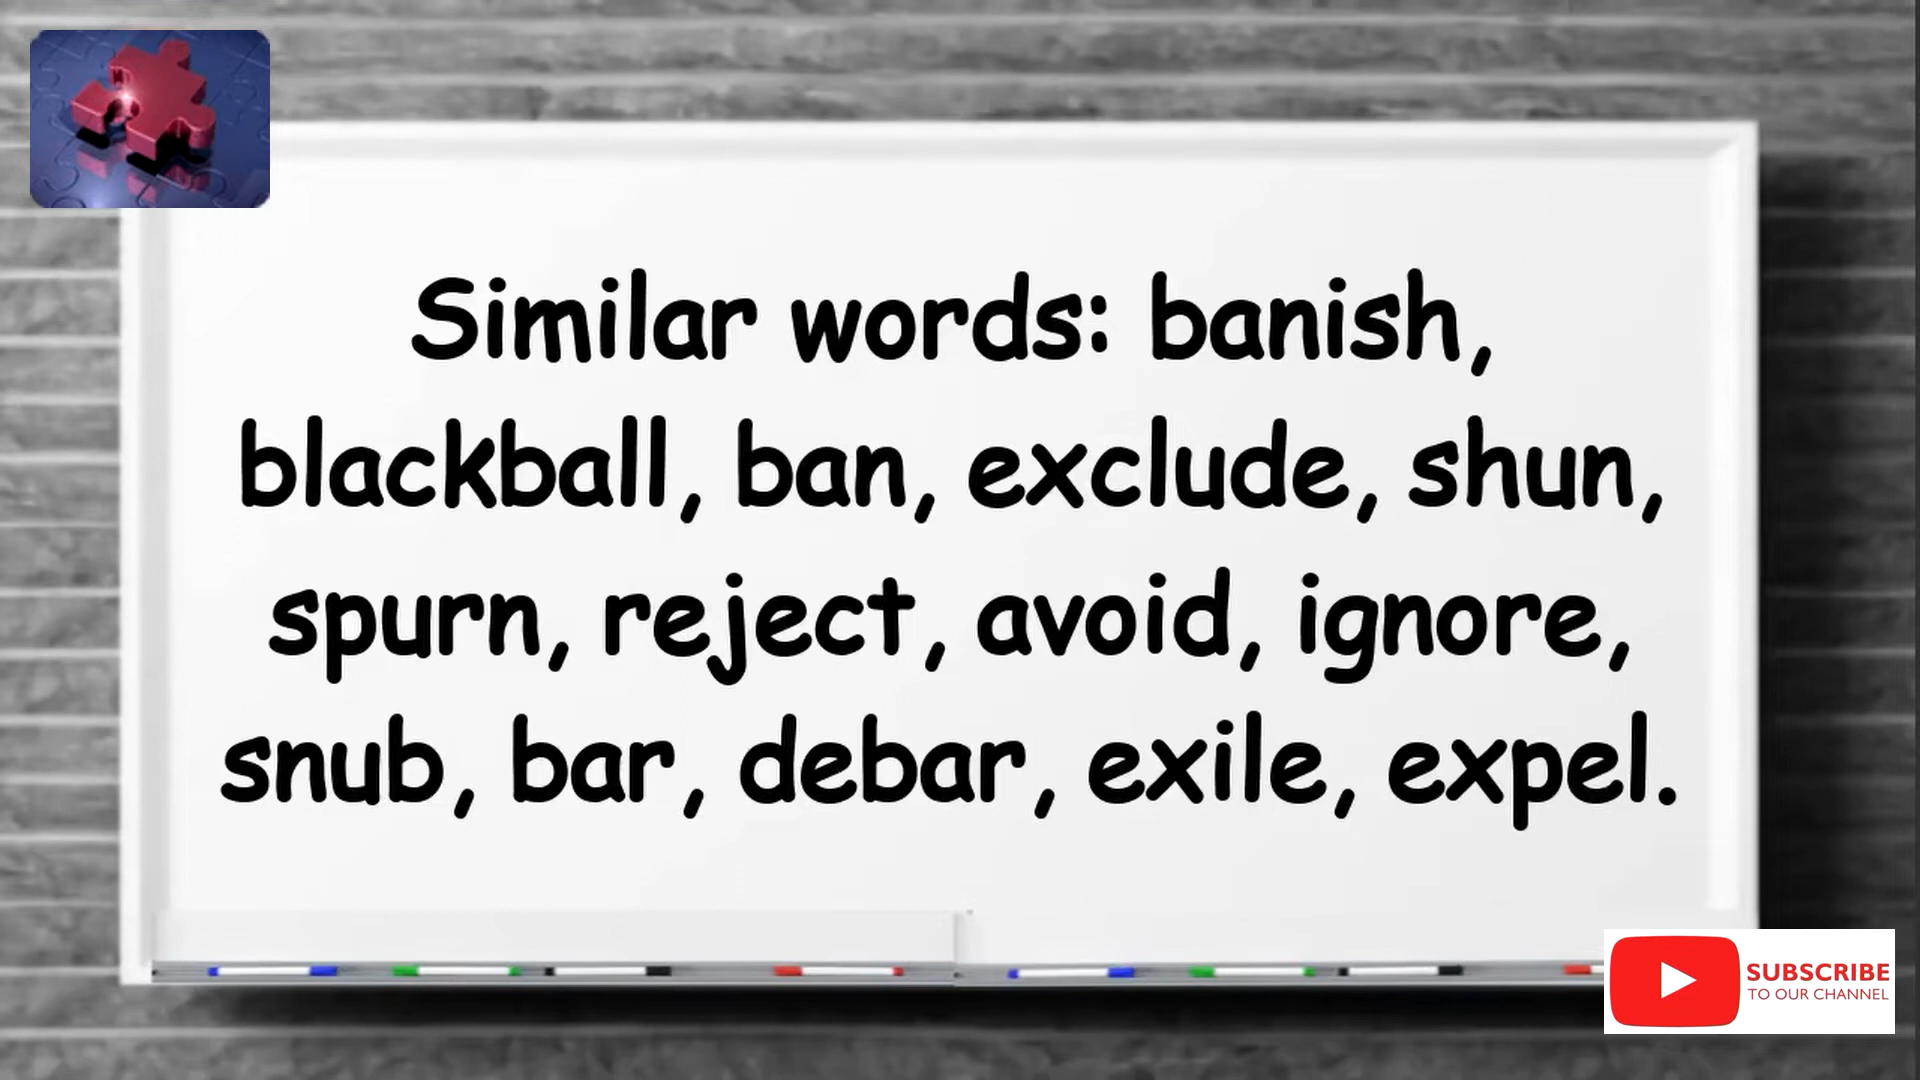 Similar words: banish,
blackball, ban, exclude, shun,
spurn, reject, avoid, ignore,
snub, bar, debar, exile, expel.
SUBSCRIBE
TO OUR CHANNEL